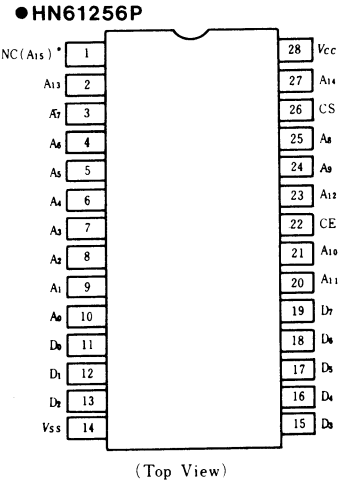 ●HN61256P
NC(A15)* 1 28 Vcc
A13 2 27 A14
A7 3 26 CS
A6 4 25 A8
A5 5 24 A9
A4 6 23 A12
A3 7 22 CE
A2 8 21 A10
A1 9 20 A11
A0 10 19 D7
D0 11 18 D6
D1 12 17 D5
D2 13 16 D4
Vss 14 15 D3
(Top View)